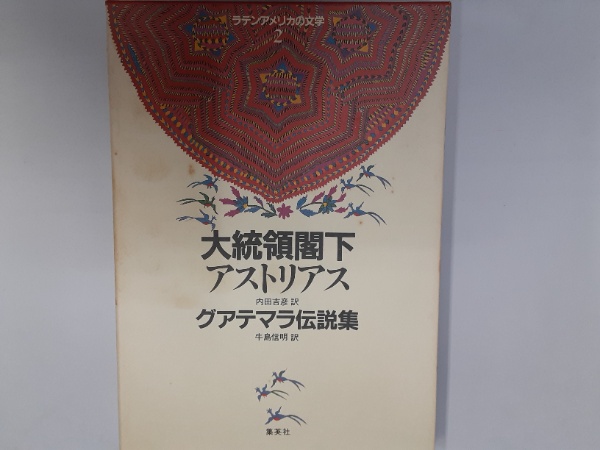 ラテンアメリカの文学
2
大統領閣下
アストリアス
内田吉彦 訳
グアテマラ伝説集
牛島信明 訳
集英社